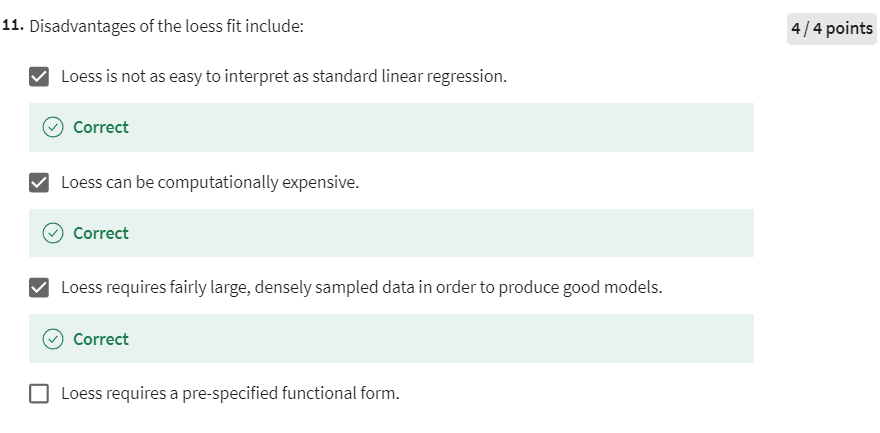 11. Disadvantages of the loess fit include:
4 / 4 points
Loess is not as easy to interpret as standard linear regression.
Correct
Loess can be computationally expensive.
Correct
Loess requires fairly large, densely sampled data in order to produce good models.
Correct
Loess requires a pre-specified functional form.